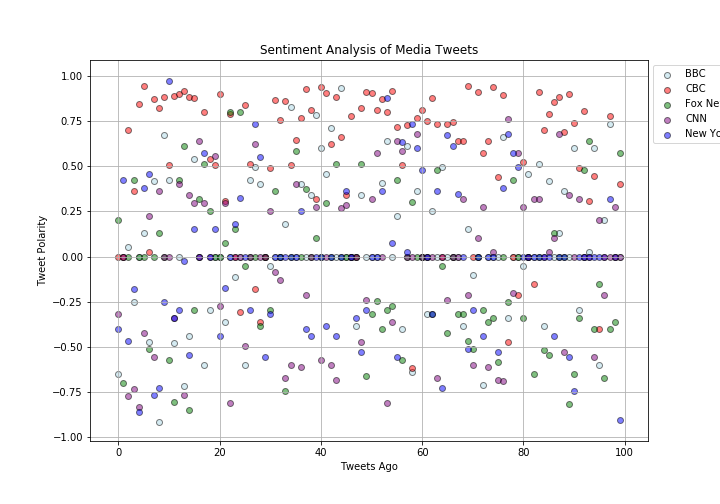 Sentiment Analysis of Media Tweets
BBC
CBC
Fox Ne
CNN
New Yo
1.00
0.75
0.50
0.25
0.00
−0.25
−0.50
−0.75
−1.00
Tweet Polarity
0
20
40
60
80
100
Tweets Ago